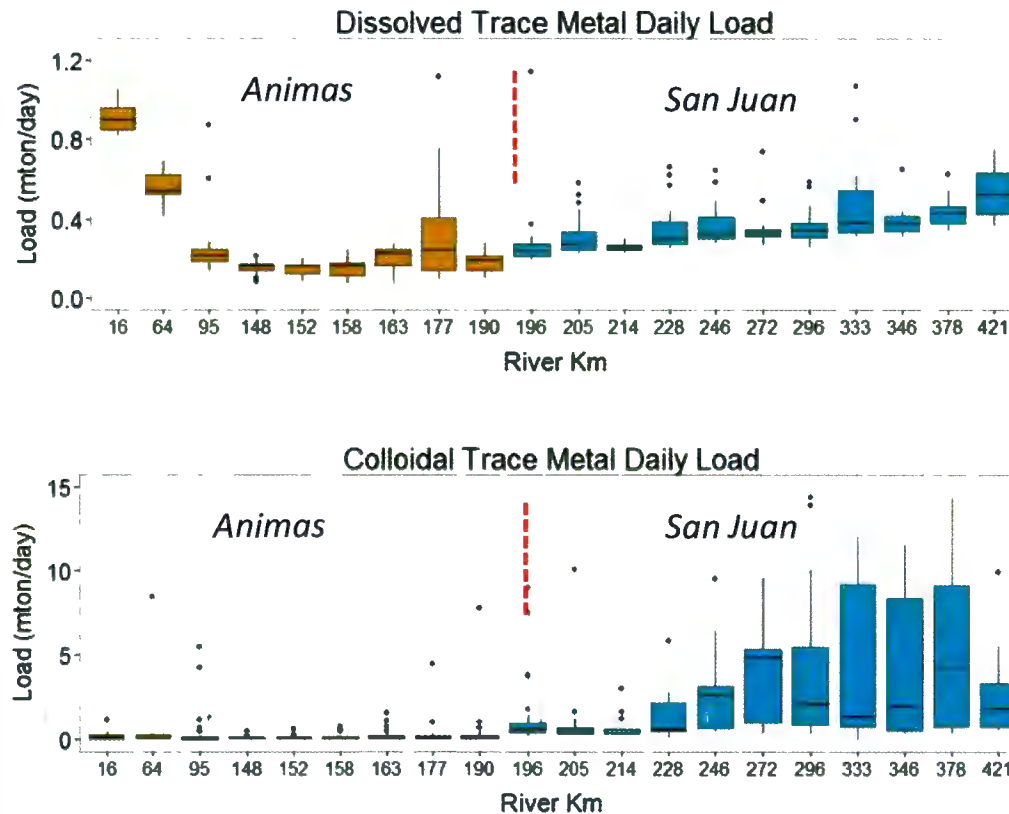 Dissolved Trace Metal Daily Load
Load (mton/day)
1.2
0.8
0.4
0.0
Animas
San Juan
16 64 95 148 152 158 163 177 190 196 205 214 228 246 272 296 333 346 378 421
River Km
Colloidal Trace Metal Daily Load
Load (mton/day)
15
10
5
0
Animas
San Juan
16 64 95 148 152 158 163 177 190 196 205 214 228 246 272 296 333 346 378 421
River Km